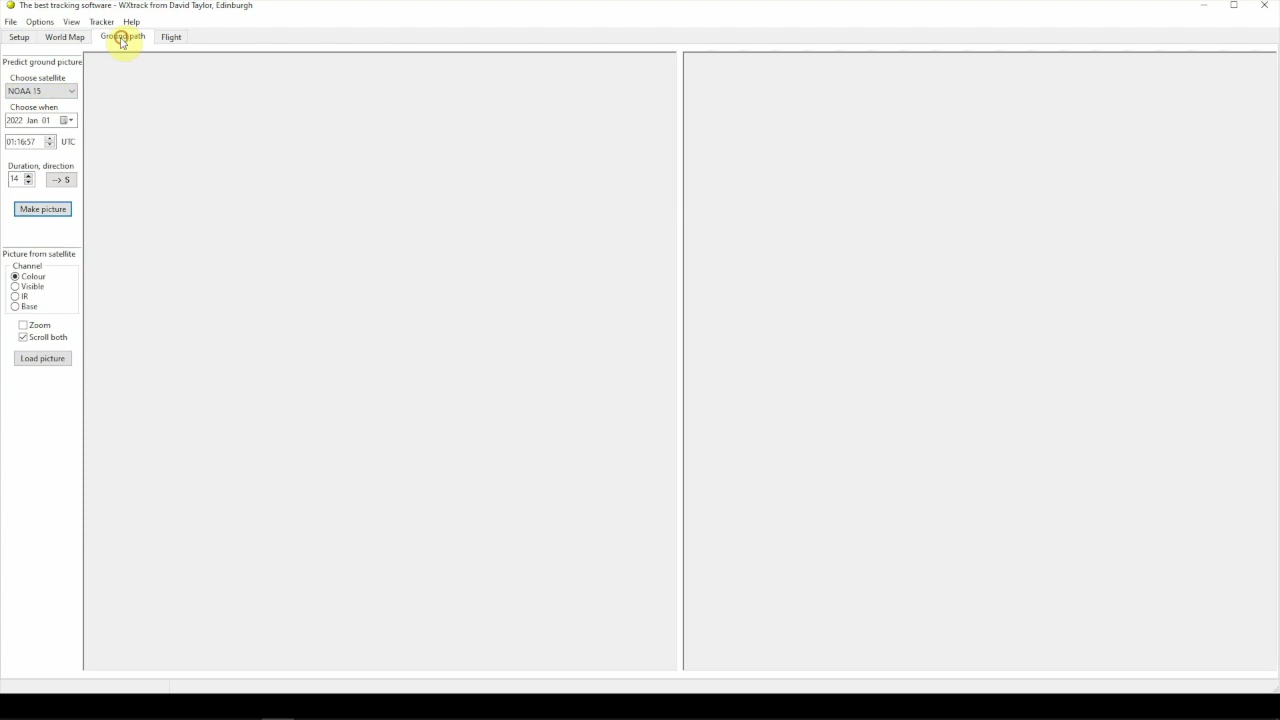 The best tracking software - WXtrack from David Taylor, Edinburgh
File Options View Tracker Help
Setup World Map Ground path Flight
Predict ground picture
Choose satellite
NOAA 15
Choose when
2022 Jan 01
01:16:57 UTC
Duration, direction
14 --> S
Make picture
Picture from satellite
Channel
Colour
Visible
IR
Base
Zoom
Scroll both
Load picture